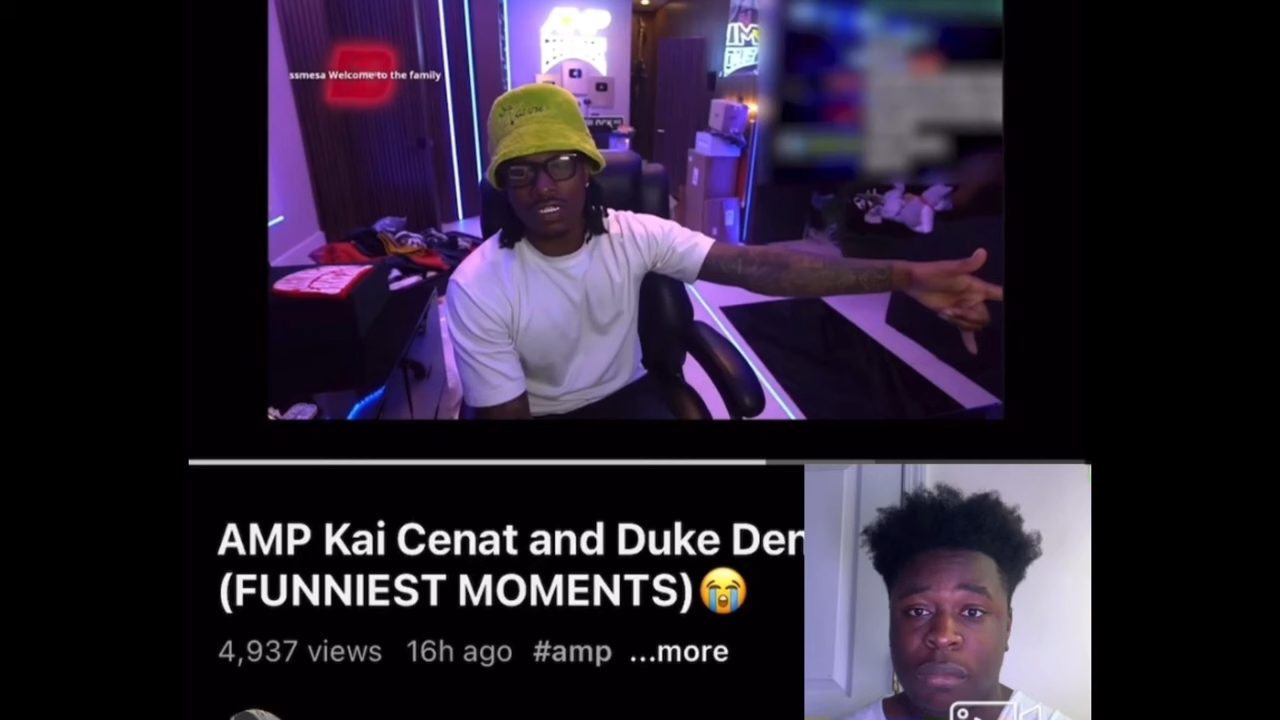 AMP
ssmesa Welcome to the family
AMP Kai Cenat and Duke Den
(FUNNIEST MOMENTS)😭
4,937 views 16h ago #amp ...more